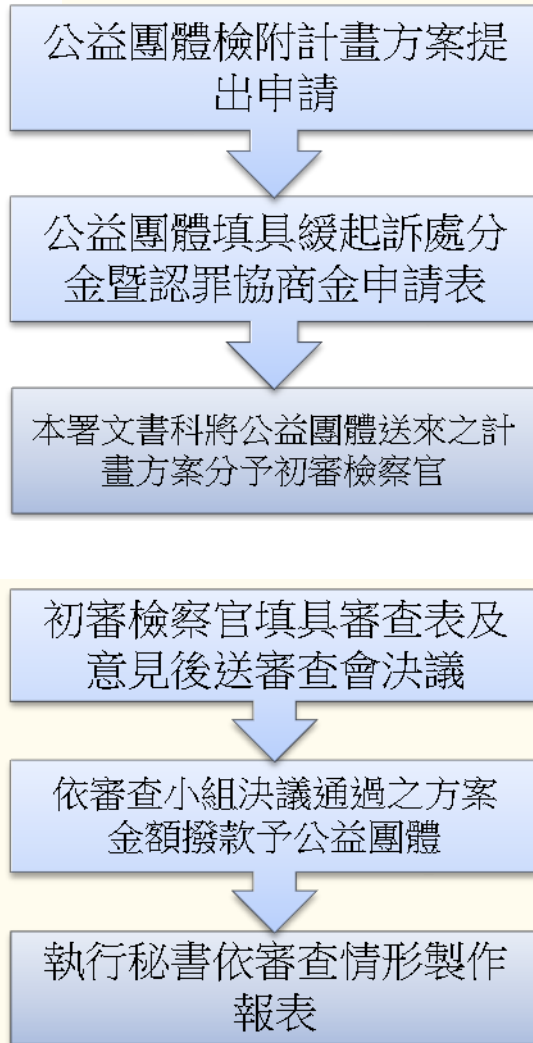 公益團體檢附計畫方案提
出申請
公益團體填具緩起訴處分
金暨認罪協商金申請表
本署文書科將公益團體送來之計
畫方案分予初審檢察官
初審檢察官填具審查表及
意見後送審查會決議
依審查小組決議通過之方案
金額撥款予公益團體
執行秘書依審查情形製作
報表